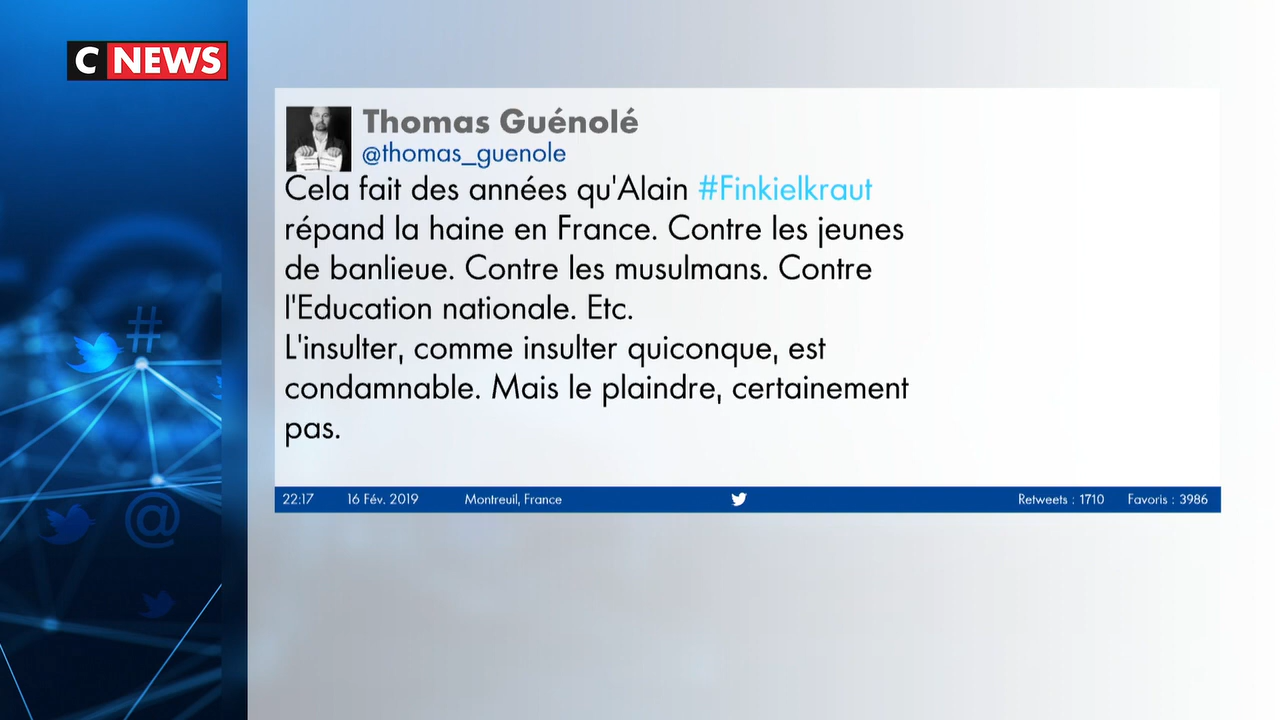 C NEWS
Thomas Guénolé
@thomas_guenole
Cela fait des années qu'Alain #Finkielkraut
répand la haine en France. Contre les jeunes
de banlieue. Contre les musulmans. Contre
l'Education nationale. Etc.
L'insulter, comme insulter quiconque, est
condamnable. Mais le plaindre, certainement
pas.
22:17 16 Fév. 2019 Montreuil, France Retweets : 1710 Favoris : 3986
#
@